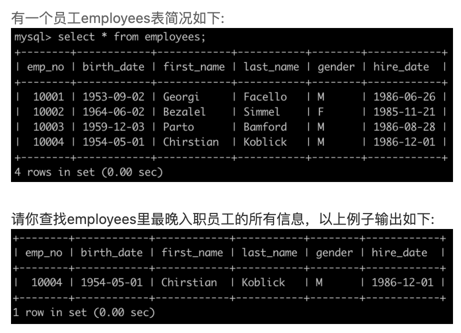 有一个员工employees表简况如下:
mysql> select * from employees;
+--------+------------+------------+-----------+--------+------------+
| emp_no | birth_date | first_name | last_name | gender | hire_date  |
+--------+------------+------------+-----------+--------+------------+
|  10001 | 1953-09-02 | Georgi     | Facello   | M      | 1986-06-26 |
|  10002 | 1964-06-02 | Bezalel    | Simmel    | F      | 1985-11-21 |
|  10003 | 1959-12-03 | Parto      | Bamford   | M      | 1986-08-28 |
|  10004 | 1954-05-01 | Chirstian  | Koblick   | M      | 1986-12-01 |
+--------+------------+------------+-----------+--------+------------+
4 rows in set (0.00 sec)
请你查找employees里最晚入职员工的所有信息，以上例子输出如下:
+--------+------------+------------+-----------+--------+------------+
| emp_no | birth_date | first_name | last_name | gender | hire_date  |
+--------+------------+------------+-----------+--------+------------+
|  10004 | 1954-05-01 | Chirstian  | Koblick   | M      | 1986-12-01 |
+--------+------------+------------+-----------+--------+------------+
1 row in set (0.00 sec)